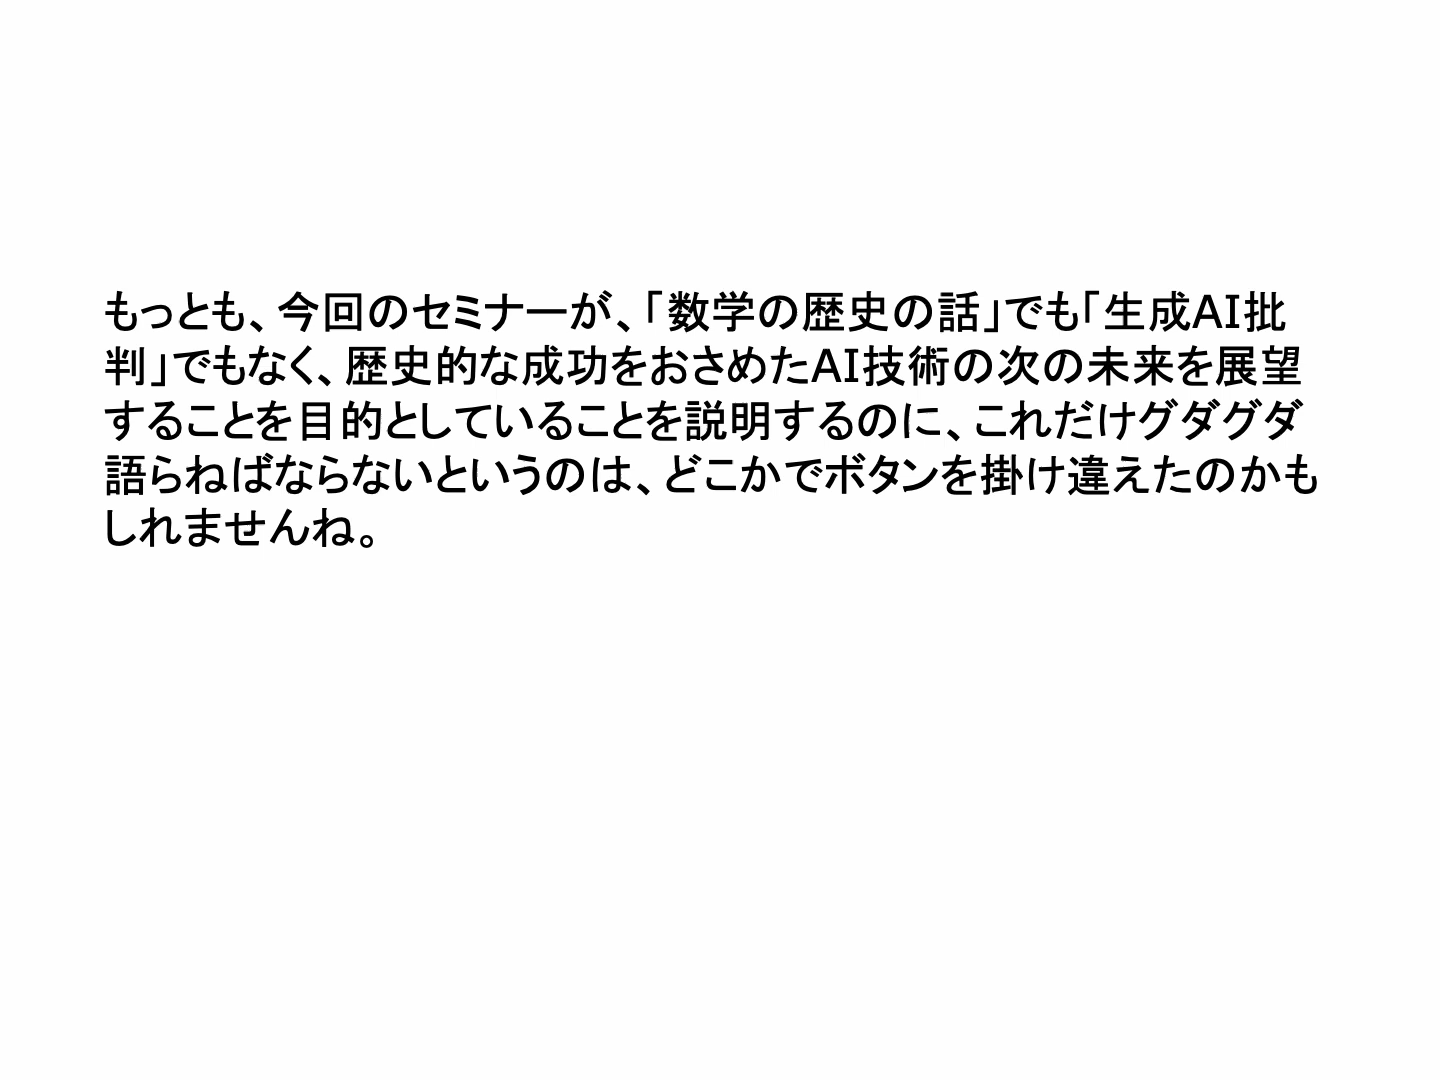 もっとも、今回のセミナーが、「数学の歴史の話」でも「生成AI批
判」でもなく、歴史的な成功をおさめたAI技術の次の未来を展望
することを目的としていることを説明するのに、これだけグダグダ
語らねばならないというのは、どこかでボタンを掛け違えたのかも
しれませんね。